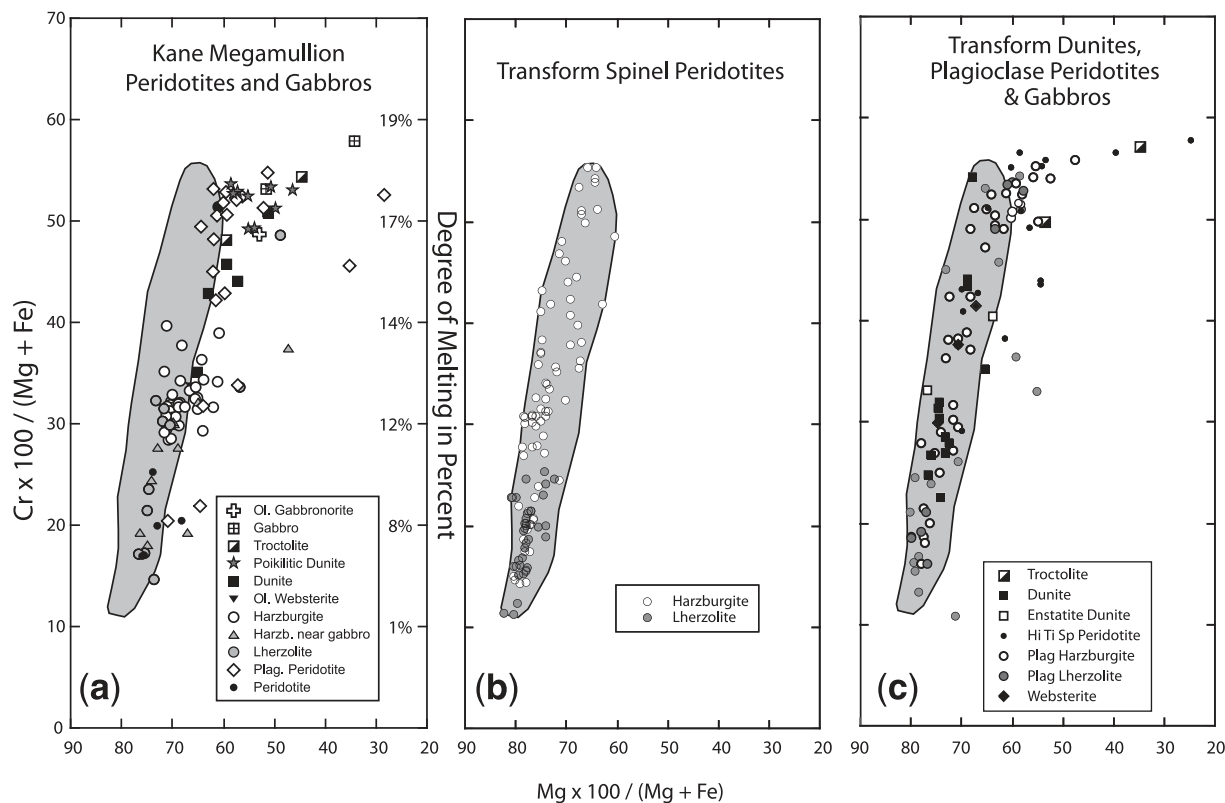 Cr x 100 / (Mg + Fe)
70
60
50
40
30
20
10
0
Kane Megamullion
Peridotites and Gabbros
19%
17%
14%
12%
8%
1%
Degree of Melting in Percent
Ol. Gabbronorite
Gabbro
Troctolite
Poikilitic Dunite
Dunite
Ol. Websterite
Harzburgite
Harzb. near gabbro
Lherzolite
Plag. Peridotite
Peridotite
(a)
90 80 70 60 50 40 30 20
Transform Spinel Peridotites
Harzburgite
Lherzolite
(b)
90 80 70 60 50 40 30 20
Transform Dunites,
Plagioclase Peridotites
& Gabbros
Troctolite
Dunite
Enstatite Dunite
Hi Ti Sp Peridotite
Plag Harzburgite
Plag Lherzolite
Websterite
(c)
90 80 70 60 50 40 30 20
Mg x 100 / (Mg + Fe)